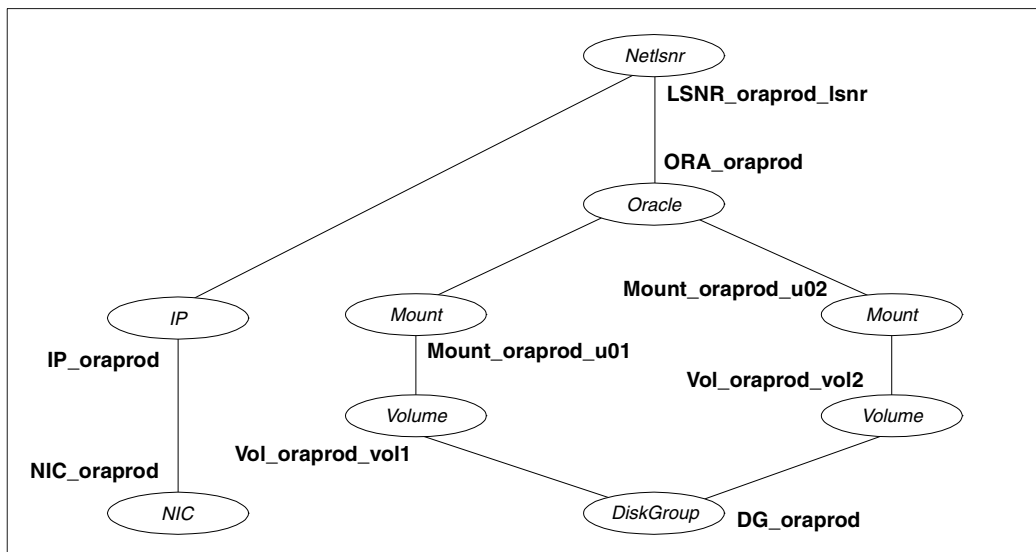 Netlsnr
LSNR_oraprod_lsnr
ORA_oraprod
Oracle
Mount_oraprod_u02
IP
Mount
Mount
IP_oraprod
Mount_oraprod_u01
Vol_oraprod_vol2
Volume
Volume
Vol_oraprod_vol1
NIC_oraprod
NIC
DiskGroup
DG_oraprod